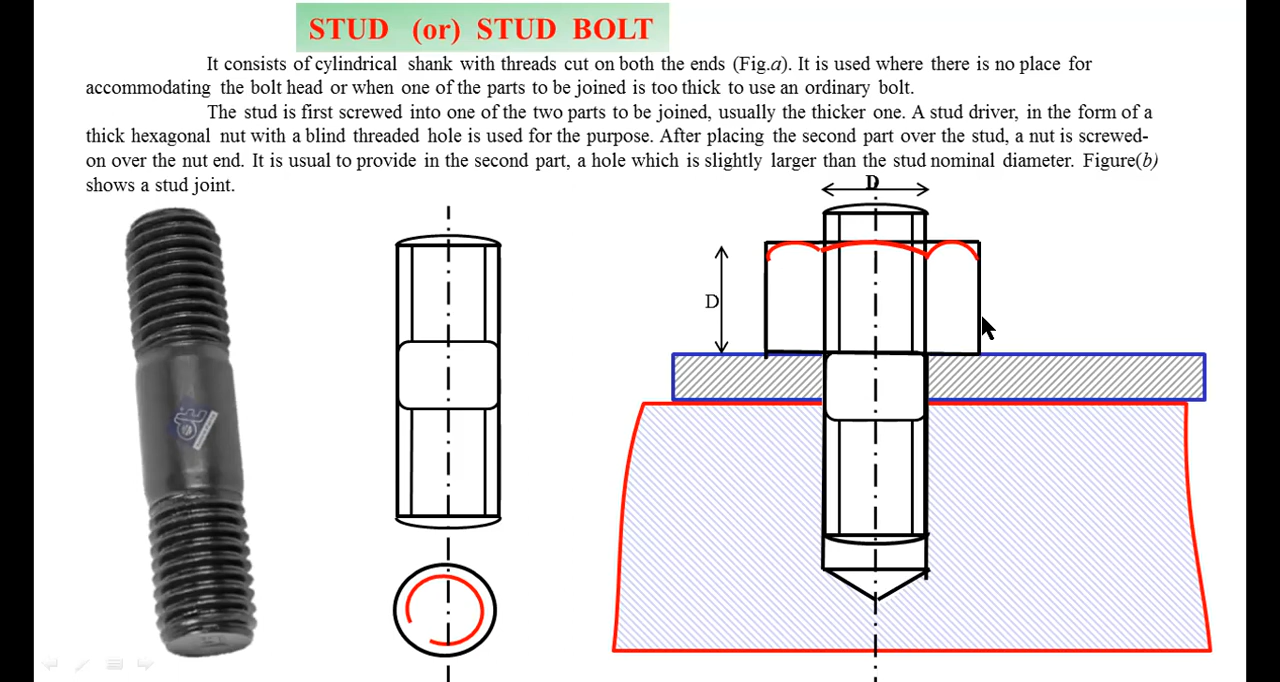 STUD (or) STUD BOLT
It consists of cylindrical shank with threads cut on both the ends (Fig.a). It is used where there is no place for
accommodating the bolt head or when one of the parts to be joined is too thick to use an ordinary bolt.
The stud is first screwed into one of the two parts to be joined, usually the thicker one. A stud driver, in the form of a
thick hexagonal nut with a blind threaded hole is used for the purpose. After placing the second part over the stud, a nut is screwed-
on over the nut end. It is usual to provide in the second part, a hole which is slightly larger than the stud nominal diameter. Figure(b)
shows a stud joint.
D
D